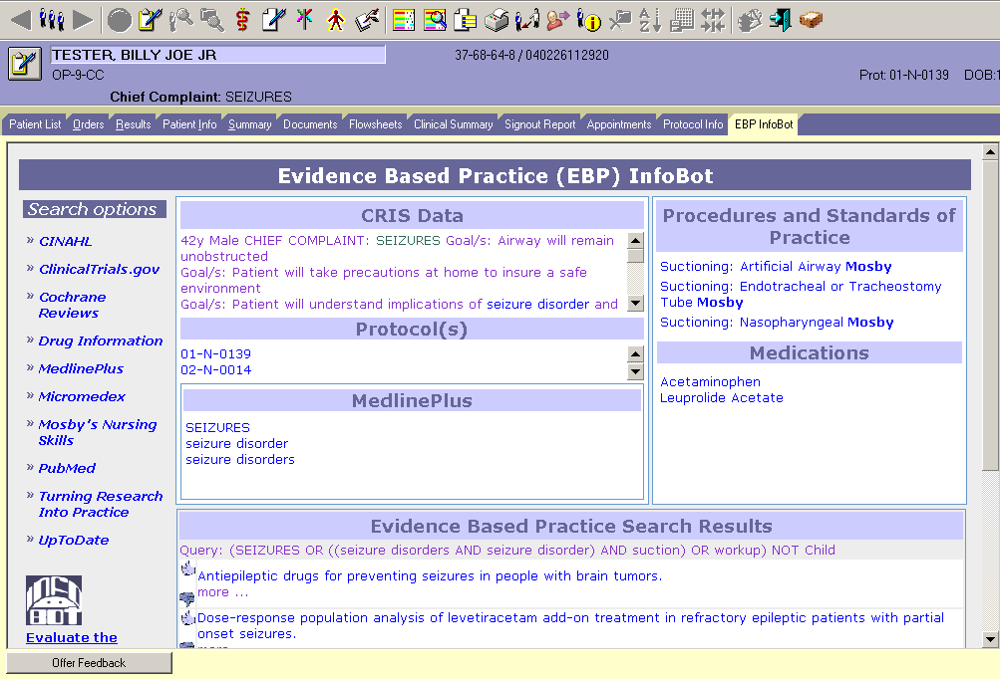 TESTER, BILLY JOE JR
37-68-64-8 / 040226112920
OP-9-CC
Prot: 01-N-0139 DOB:1
Chief Complaint: SEIZURES
Patient List Orders Results Patient Info Summary Documents Flowsheets Clinical Summary Signout Report Appointments Protocol Info EBP InfoBot
Evidence Based Practice (EBP) InfoBot
Search options
» CINAHL
» ClinicalTrials.gov
» Cochrane
Reviews
» Drug Information
» MedlinePlus
» Micromedex
» Mosby's Nursing
Skills
» PubMed
» Turning Research
Into Practice
» UpToDate
INFO
BOT
Evaluate the
CRIS Data
42y Male CHIEF COMPLAINT: SEIZURES Goal/s: Airway will remain
unobstructed
Goal/s: Patient will take precautions at home to insure a safe
environment
Goal/s: Patient will understand implications of seizure disorder and
Protocol(s)
01-N-0139
02-N-0014
MedlinePlus
SEIZURES
seizure disorder
seizure disorders
Procedures and Standards of
Practice
Suctioning: Artificial Airway Mosby
Suctioning: Endotracheal or Tracheostomy
Tube Mosby
Suctioning: Nasopharyngeal Mosby
Medications
Acetaminophen
Leuprolide Acetate
Evidence Based Practice Search Results
Query: (SEIZURES OR ((seizure disorders AND seizure disorder) AND suction) OR workup) NOT Child
Antiepileptic drugs for preventing seizures in people with brain tumors.
more ...
Dose-response population analysis of levetiracetam add-on treatment in refractory epileptic patients with partial
onset seizures.
more
Offer Feedback